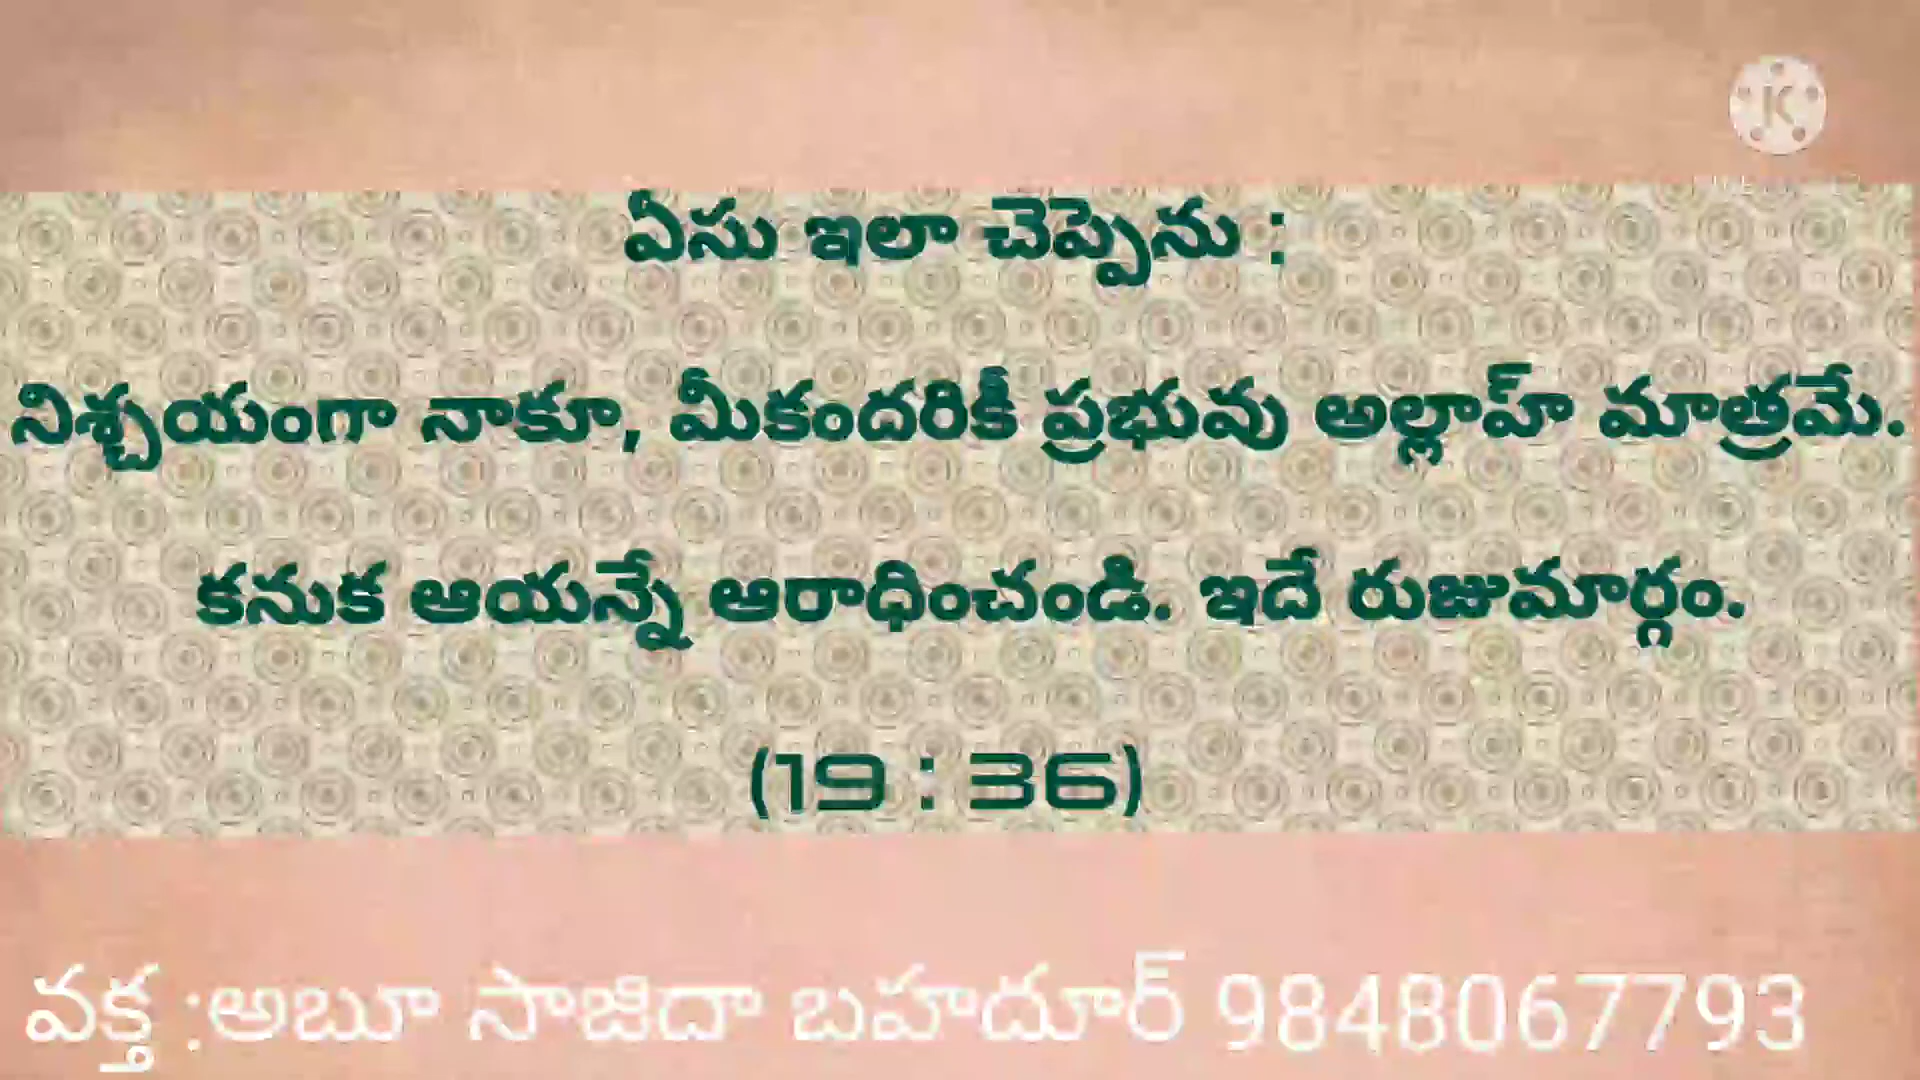 ఏసు ఇలా చెప్పెను :
నిశ్చయంగా నాకూ, మీకందరికీ ప్రభువు అల్లాహ్ మాత్రమే.
కనుక ఆయన్నే ఆరాధించండి. ఇదే రుజుమార్గం.
(19 : 36)
వక్త :అబూ సాజిదా బహదూర్ 9848067793